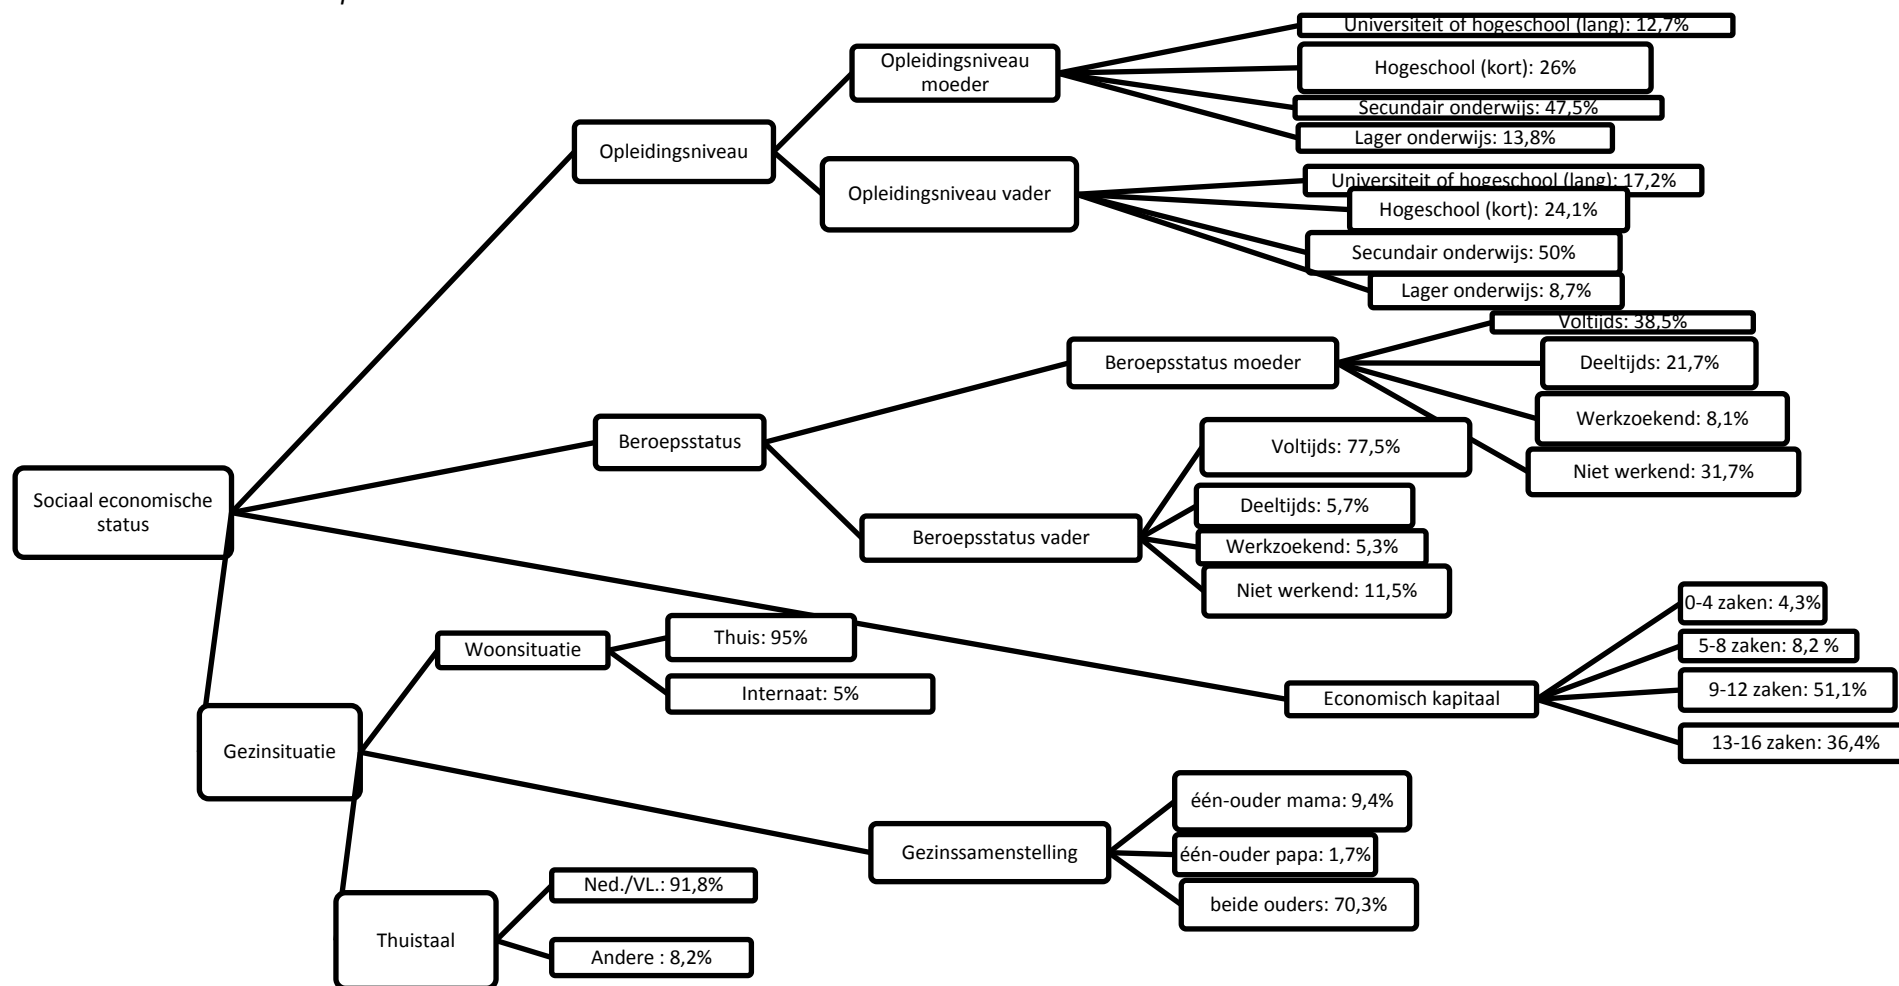 Universiteit of hogeschool (lang): 12,7%
Opleidingsniveau
moeder
Hogeschool (kort): 26%
Secundair onderwijs: 47,5%
Lager onderwijs: 13,8%
Opleidingsniveau
Opleidingsniveau vader
Universiteit of hogeschool (lang): 17,2%
Hogeschool (kort): 24,1%
Secundair onderwijs: 50%
Lager onderwijs: 8,7%
Voltijds: 38,5%
Beroepsstatus moeder
Deeltijds: 21,7%
Werkzoekend: 8,1%
Niet werkend: 31,7%
Beroepsstatus
Voltijds: 77,5%
Deeltijds: 5,7%
Beroepsstatus vader
Werkzoekend: 5,3%
Niet werkend: 11,5%
Sociaal economische
status
0-4 zaken: 4,3%
5-8 zaken: 8,2 %
Economisch kapitaal
9-12 zaken: 51,1%
13-16 zaken: 36,4%
Woonsituatie
Thuis: 95%
Internaat: 5%
Gezinsituatie
één-ouder mama: 9,4%
Gezinssamenstelling
één-ouder papa: 1,7%
beide ouders: 70,3%
Ned./VL.: 91,8%
Thuistaal
Andere : 8,2%